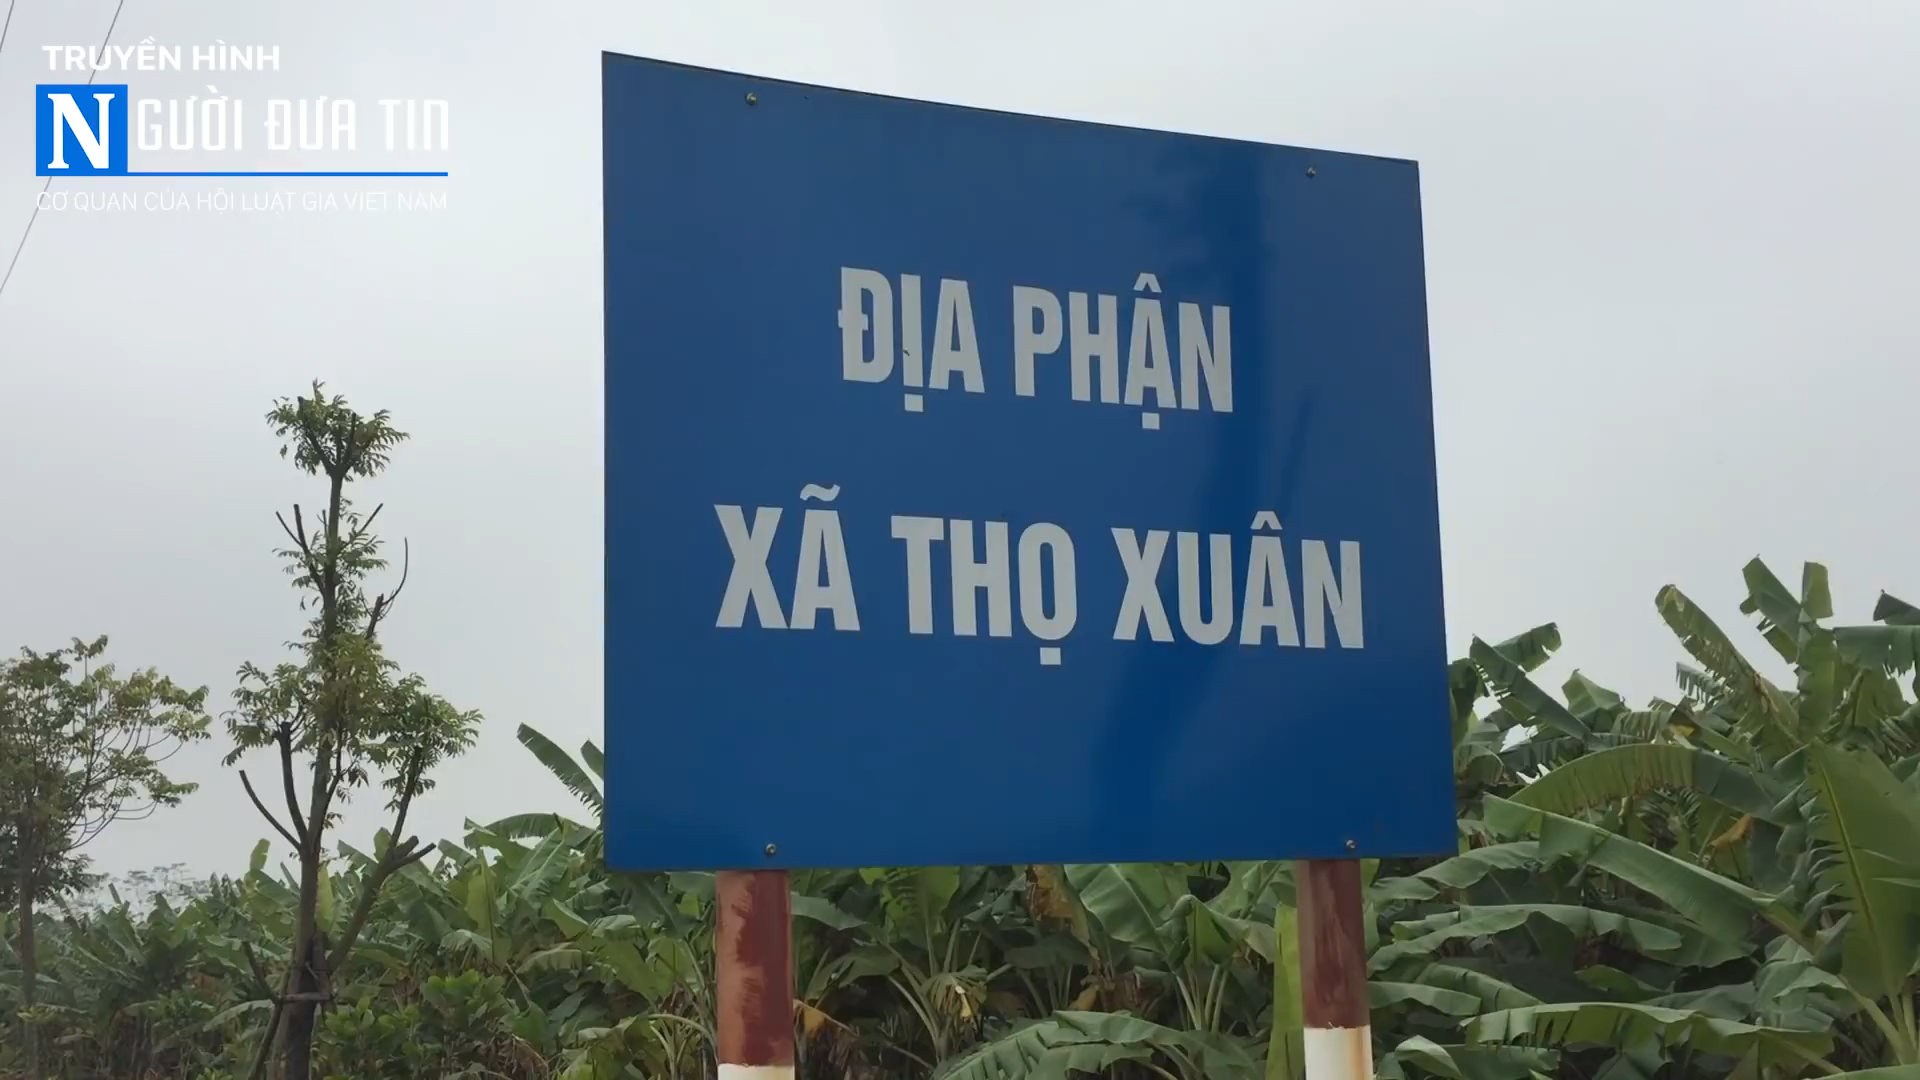 TRUYỀN HÌNH
NGƯỜI ĐƯA TIN
CƠ QUAN CỦA HỘI LUẬT GIA VIỆT NAM
ĐỊA PHẬN
XÃ THỌ XUÂN